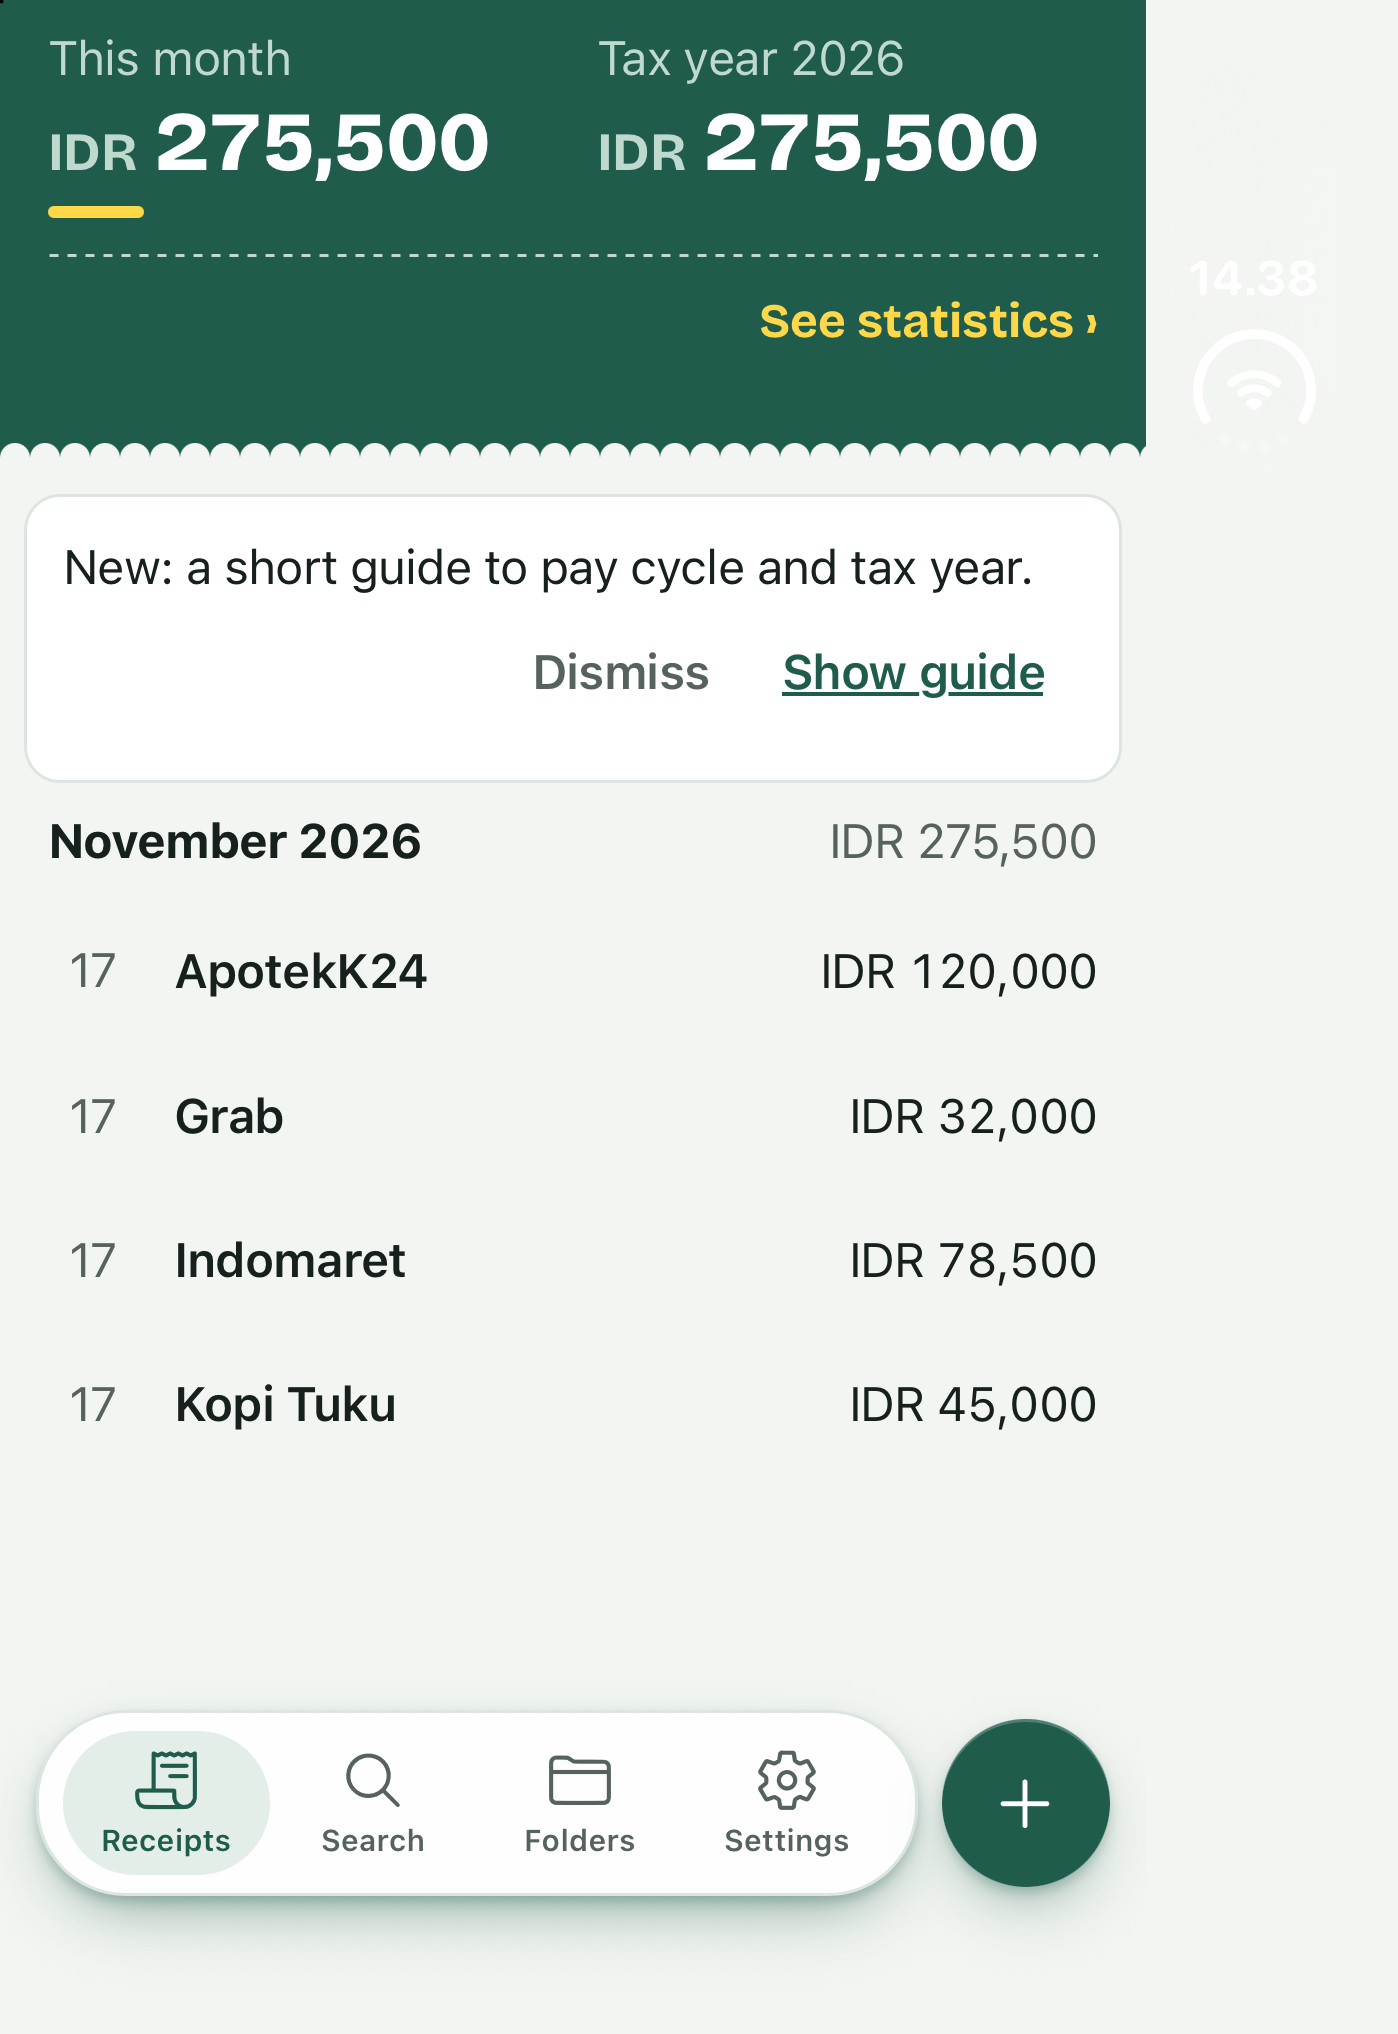 This month
IDR 275,500
Tax year 2026
IDR 275,500
See statistics ›
14.38
New: a short guide to pay cycle and tax year.
Dismiss Show guide
November 2026 IDR 275,500
17 ApotekK24 IDR 120,000
17 Grab IDR 32,000
17 Indomaret IDR 78,500
17 Kopi Tuku IDR 45,000
Receipts Search Folders Settings